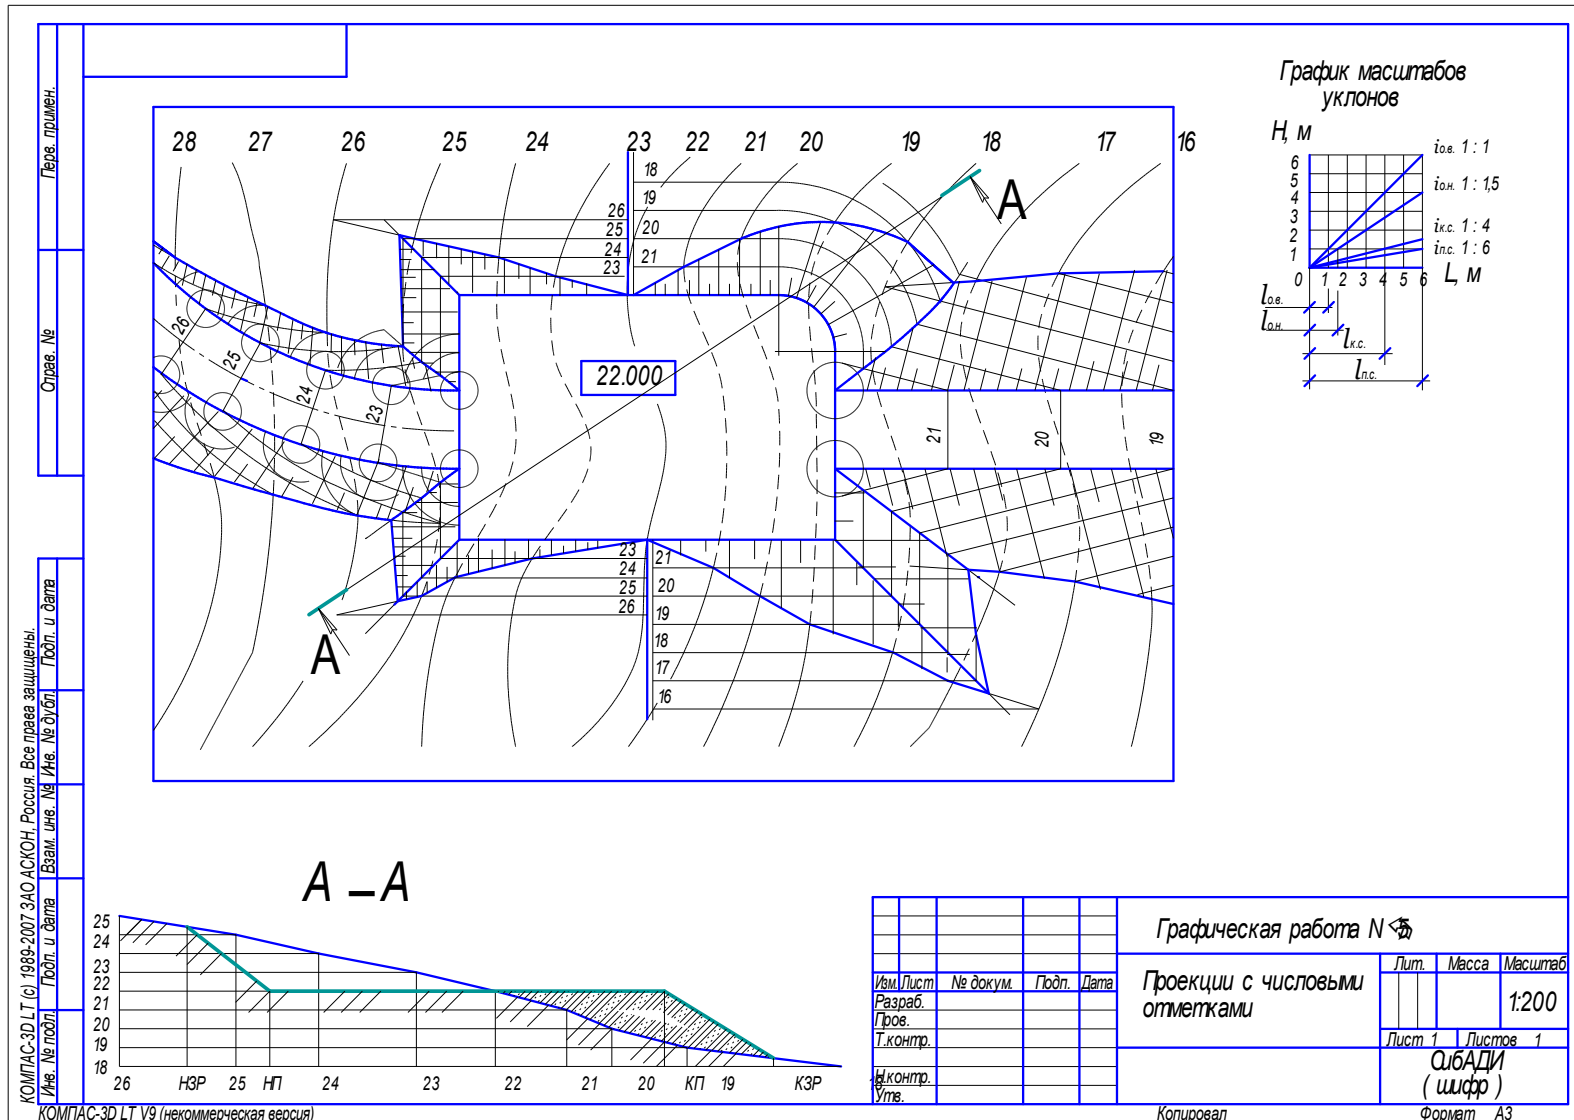 График масштабов
уклонов
H, м
6
5
4
3
2
1
0 1 2 3 4 5 6
L, м
iо.в. 1 : 1
iо.н. 1 : 1,5
iк.с. 1 : 4
iп.с. 1 : 6
lо.в.
lо.н.
lк.с.
lп.с.
28 27 26 25 24 23 22 21 20 19 18 17 16
18
19
20
21
26
25
24
23
А
22.000
26
25
24
23
21
20
19
23
24
25
26
21
20
19
18
17
16
А
А – А
25
24
23
22
21
20
19
18
26 НЗР 25 НП 24 23 22 21 20 КП 19 КЗР
Перв. примен.
Справ. №
Подп. и дата
Инв. № дубл.
Взам. инв. №
Подп. и дата
Инв. № подл.
КОМПАС-3D LT (с) 1989-2007 ЗАО АСКОН, Россия. Все права защищены.
Графическая работа N
Проекции с числовыми
отметками
Лит. Масса Масштаб
1:200
Лист 1 Листов 1
СибАДИ
( шифр )
Изм. Лист № докум. Подп. Дата
Разраб.
Пров.
Т.контр.
Н.контр.
Утв.
КОМПАС-3D LT V9 (некоммерческая версия)
Копировал
Формат А3